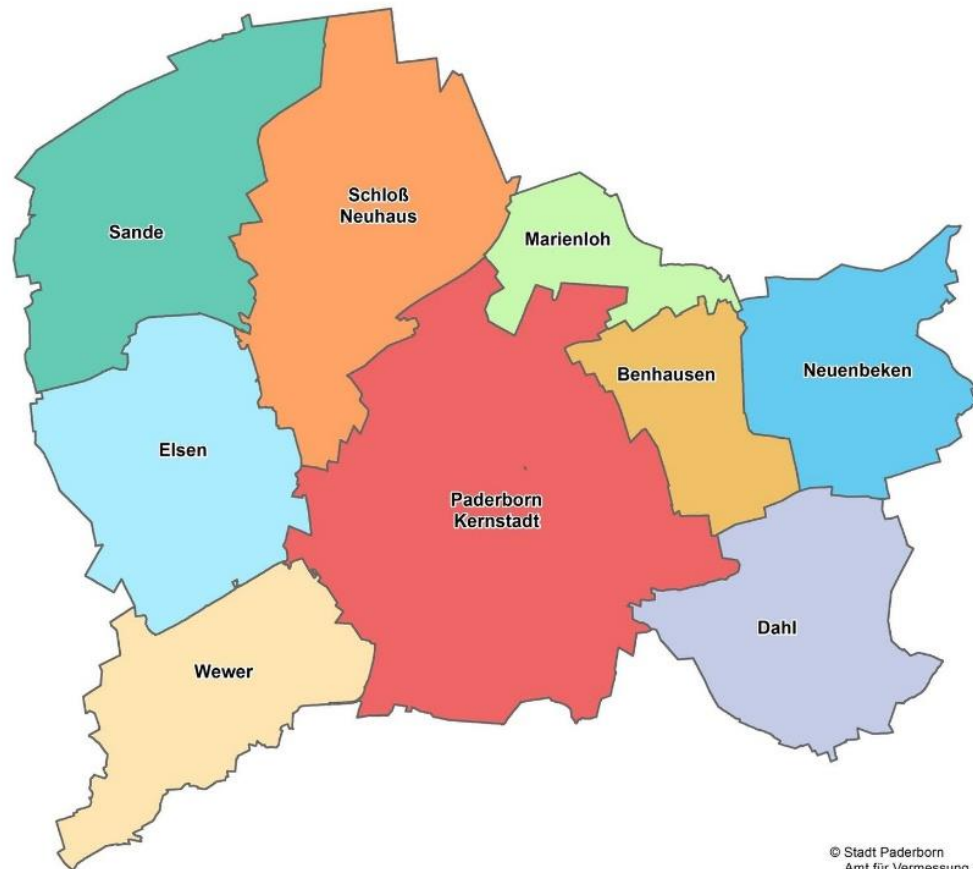 Sande
Schloß
Neuhaus
Marienloh
Benhausen
Neuenbeken
Elsen
Paderborn
Kernstadt
Dahl
Wewer
© Stadt Paderborn
Amt für Vermessung